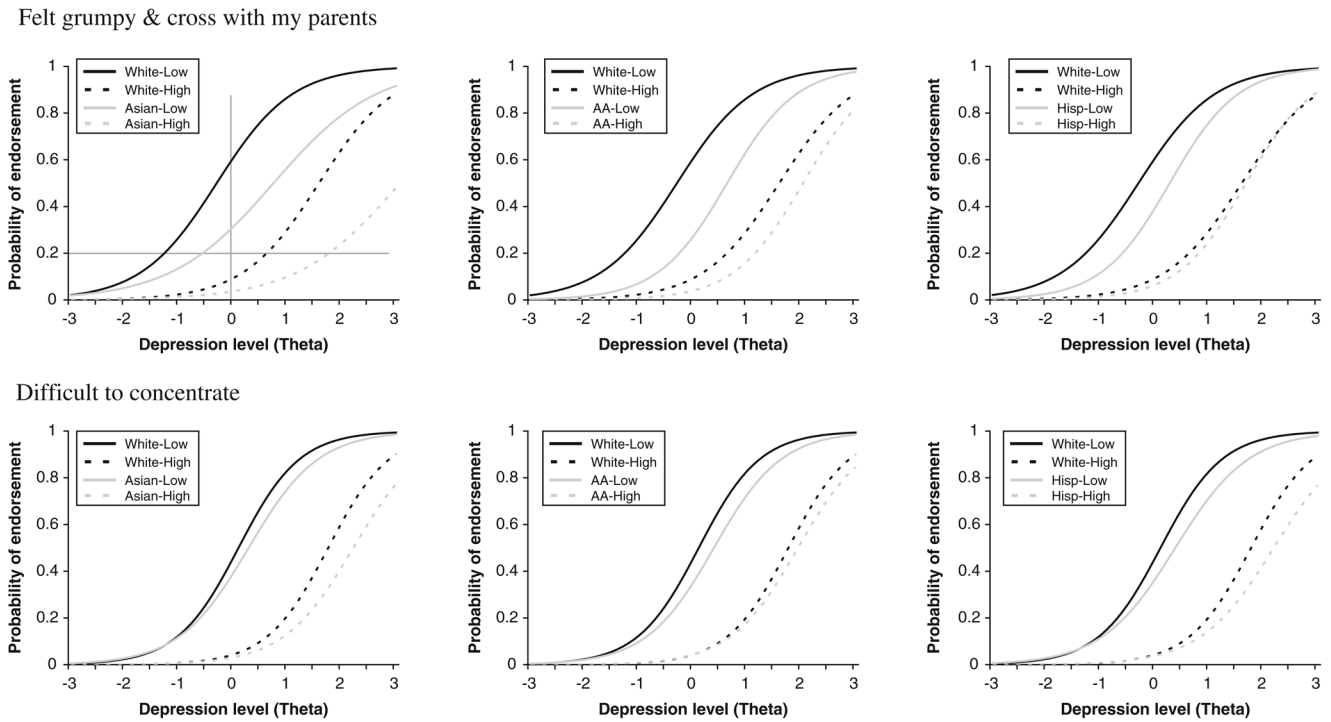 Felt grumpy & cross with my parents
Probability of endorsement
1
0.8
0.6
0.4
0.2
0
White-Low
White-High
Asian-Low
Asian-High
-3 -2 -1 0 1 2 3
Depression level (Theta)
Probability of endorsement
1
0.8
0.6
0.4
0.2
0
White-Low
White-High
AA-Low
AA-High
-3 -2 -1 0 1 2 3
Depression level (Theta)
Probability of endorsement
1
0.8
0.6
0.4
0.2
0
White-Low
White-High
Hisp-Low
Hisp-High
-3 -2 -1 0 1 2 3
Depression level (Theta)
Difficult to concentrate
Probability of endorsement
1
0.8
0.6
0.4
0.2
0
White-Low
White-High
Asian-Low
Asian-High
-3 -2 -1 0 1 2 3
Depression level (Theta)
Probability of endorsement
1
0.8
0.6
0.4
0.2
0
White-Low
White-High
AA-Low
AA-High
-3 -2 -1 0 1 2 3
Depression level (Theta)
Probability of endorsement
1
0.8
0.6
0.4
0.2
0
White-Low
White-High
Hisp-Low
Hisp-High
-3 -2 -1 0 1 2 3
Depression level (Theta)